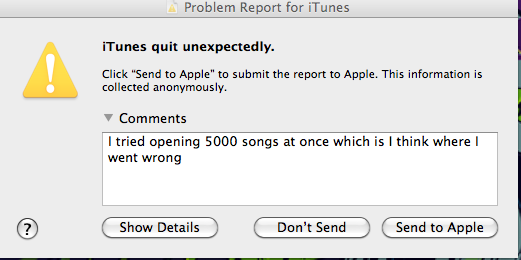 Problem Report for iTunes
iTunes quit unexpectedly.
Click “Send to Apple” to submit the report to Apple. This information is
collected anonymously.
Comments
I tried opening 5000 songs at once which is I think where I
went wrong
?
Show Details
Don’t Send
Send to Apple